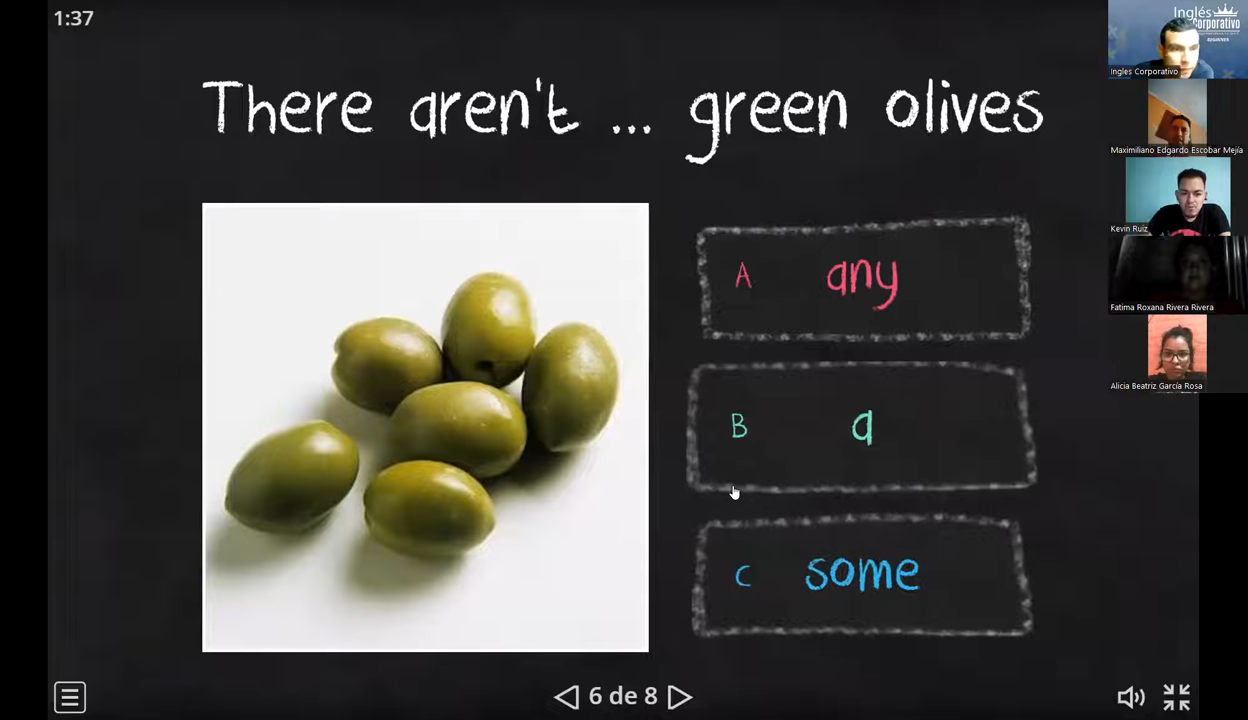 1:37
There aren't ... green olives
A any
B a
C some
6 de 8
Inglés
Corporativo
Ingles Corporativo
Maximiliano Edgardo Escobar Mejía
Kevin Ruiz
Fatima Roxana Rivera Rivera
Alicia Beatriz García Rosa